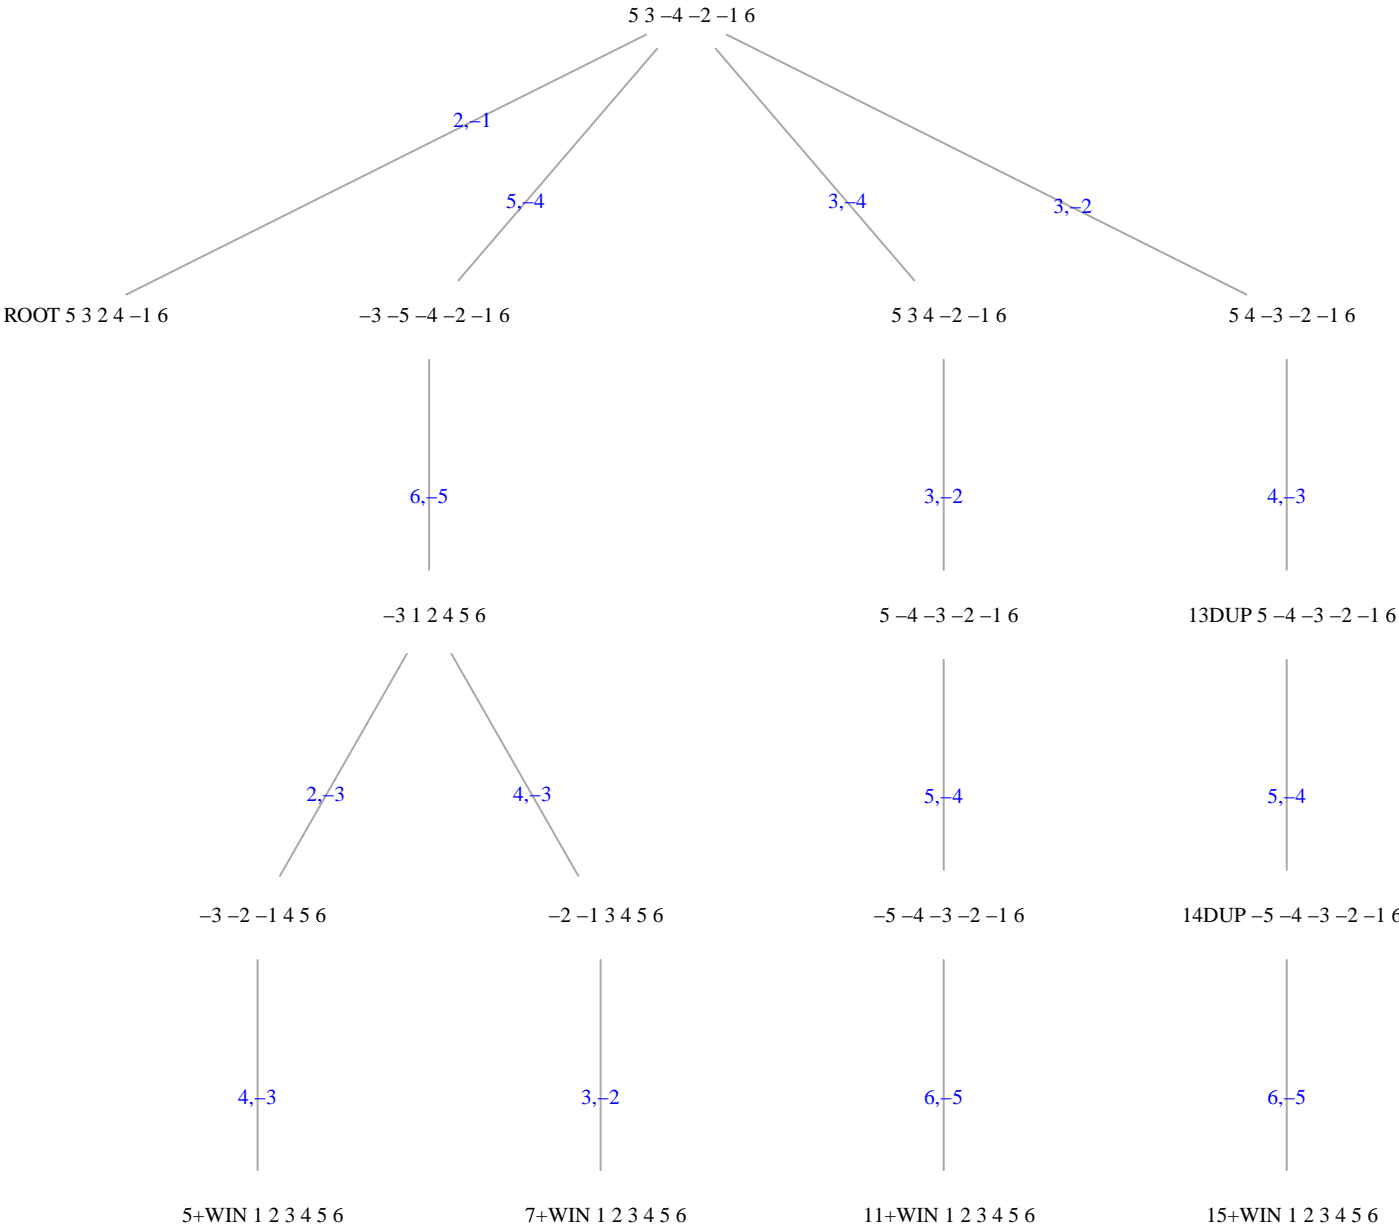 5 3 –4 –2 –1 6
2,–1
5,–4
3,–4
3,–2
ROOT 5 3 2 4 –1 6
–3 –5 –4 –2 –1 6
5 3 4 –2 –1 6
5 4 –3 –2 –1 6
6,–5
3,–2
4,–3
–3 1 2 4 5 6
5 –4 –3 –2 –1 6
13DUP 5 –4 –3 –2 –1 6
2,–3
4,–3
5,–4
5,–4
–3 –2 –1 4 5 6
–2 –1 3 4 5 6
–5 –4 –3 –2 –1 6
14DUP –5 –4 –3 –2 –1 6
4,–3
3,–2
6,–5
6,–5
5+WIN 1 2 3 4 5 6
7+WIN 1 2 3 4 5 6
11+WIN 1 2 3 4 5 6
15+WIN 1 2 3 4 5 6